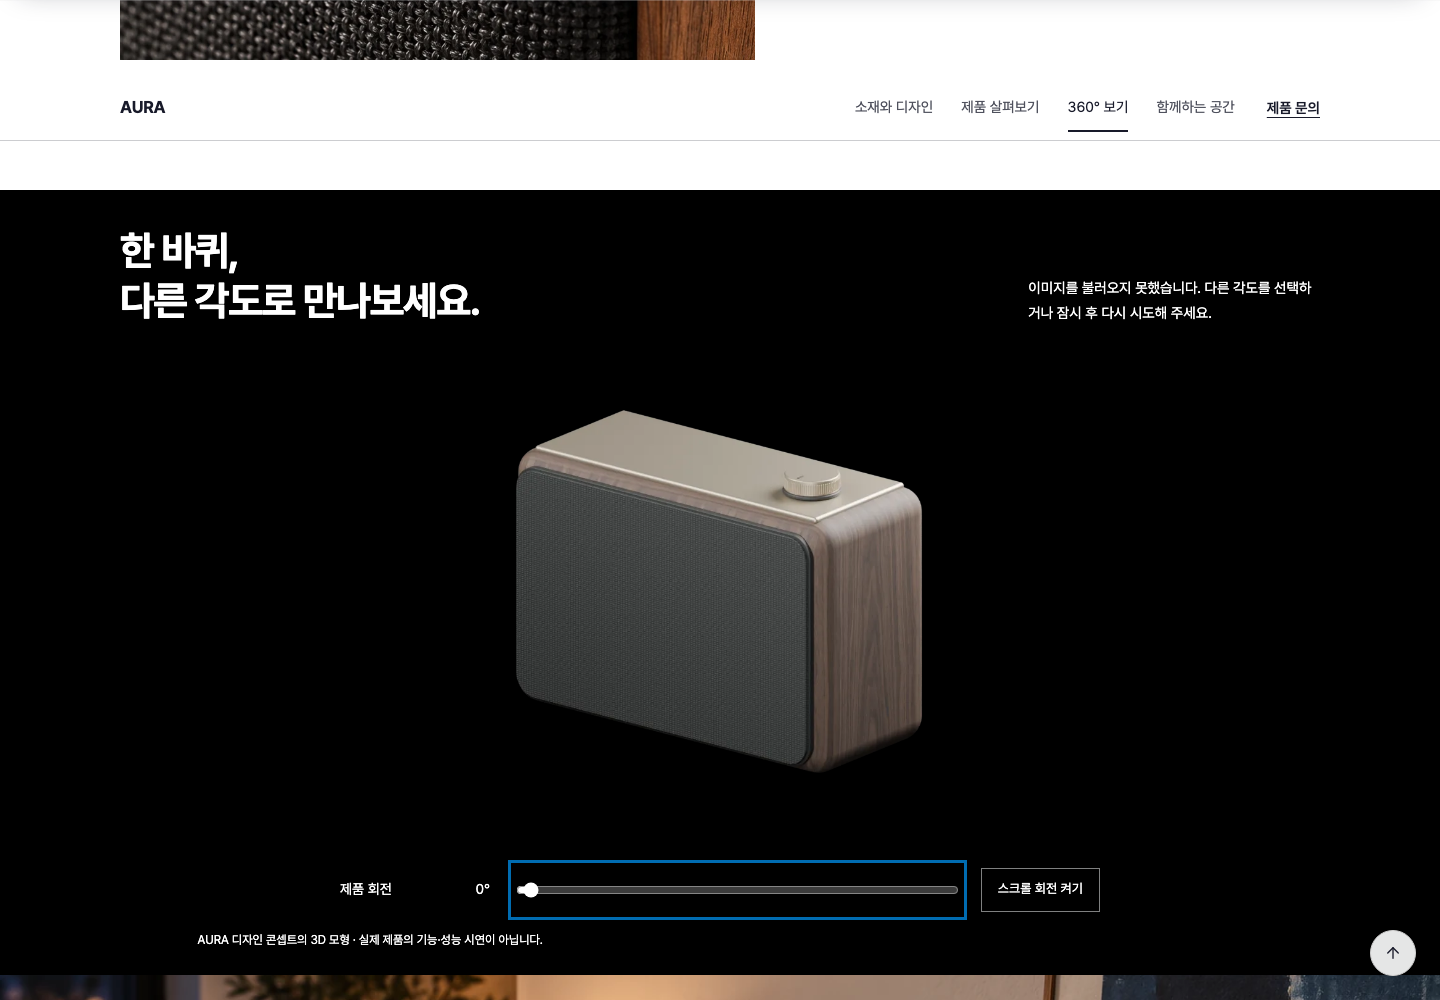 AURA
소재와 디자인
제품 살펴보기
360° 보기
함께하는 공간
제품 문의
한 바퀴,
다른 각도로 만나보세요.
이미지를 불러오지 못했습니다. 다른 각도를 선택하
거나 잠시 후 다시 시도해 주세요.
제품 회전
0°
스크롤 회전 켜기
AURA 디자인 콘셉트의 3D 모형 · 실제 제품의 기능·성능 시연이 아닙니다.